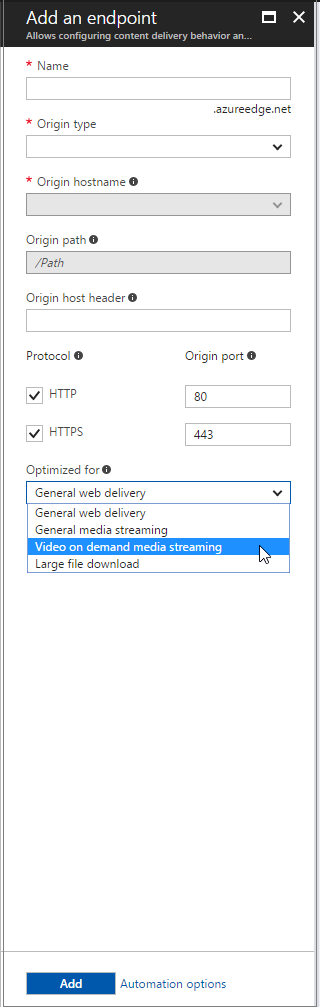 Add an endpoint
Allows configuring content delivery behavior an...
* Name
.azureedge.net
* Origin type
* Origin hostname
Origin path
/Path
Origin host header
Protocol Origin port
HTTP 80
HTTPS 443
Optimized for
General web delivery
General web delivery
General media streaming
Video on demand media streaming
Large file download
Add Automation options